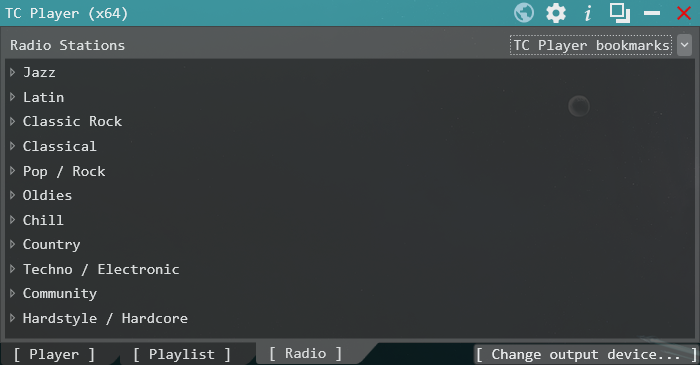 TC Player (x64)
Radio Stations
TC Player bookmarks
Jazz
Latin
Classic Rock
Classical
Pop / Rock
Oldies
Chill
Country
Techno / Electronic
Community
Hardstyle / Hardcore
[ Player ] [ Playlist ] [ Radio ] [ Change output device... ]